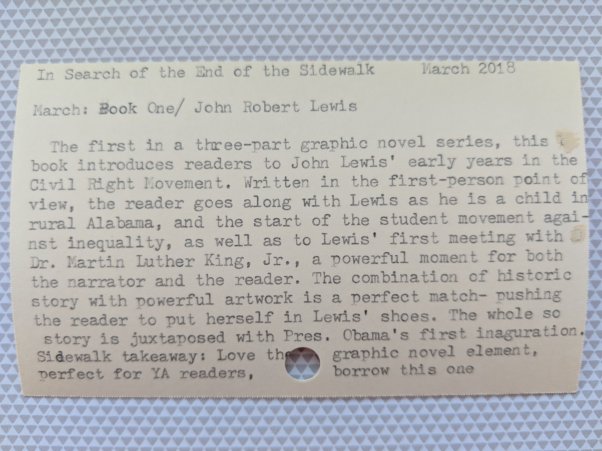 In Search of the End of the Sidewalk March 2018
March: Book One/ John Robert Lewis
The first in a three-part graphic novel series, this
book introduces readers to John Lewis' early years in the
Civil Right Movement. Written in the first-person point of
view, the reader goes along with Lewis as he is a child in
rural Alabama, and the start of the student movement agai-
nst inequality, as well as to Lewis' first meeting with
Dr. Martin Luther King, Jr., a powerful moment for both
the narrator and the reader. The combination of historic
story with powerful artwork is a perfect match- pushing
the reader to put herself in Lewis' shoes. The whole so
story is juxtaposed with Pres. Obama's first inaguration.
Sidewalk takeaway: Love the graphic novel element,
perfect for YA readers, borrow this one